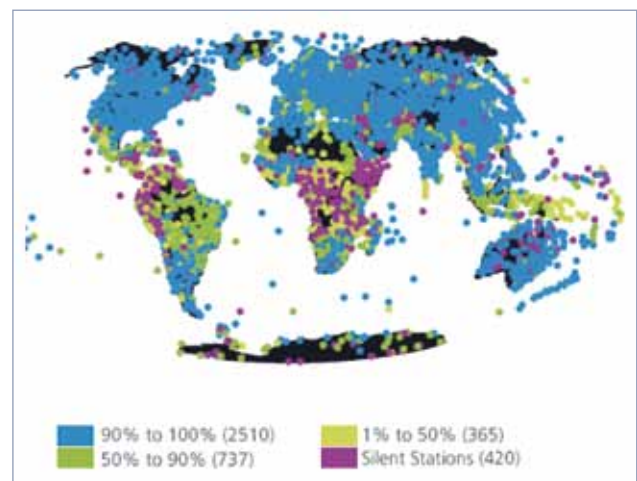 90% to 100% (2510)
50% to 90% (737)
1% to 50% (365)
Silent Stations (420)